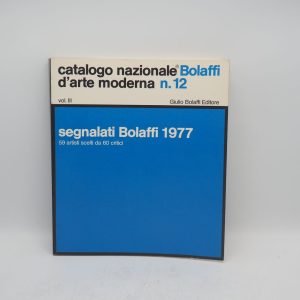 catalogo nazionale Bolaffi
d'arte moderna n.12
vol. III
Giulio Bolaffi Editore
segnalati Bolaffi 1977
59 artisti scelti da 60 critici